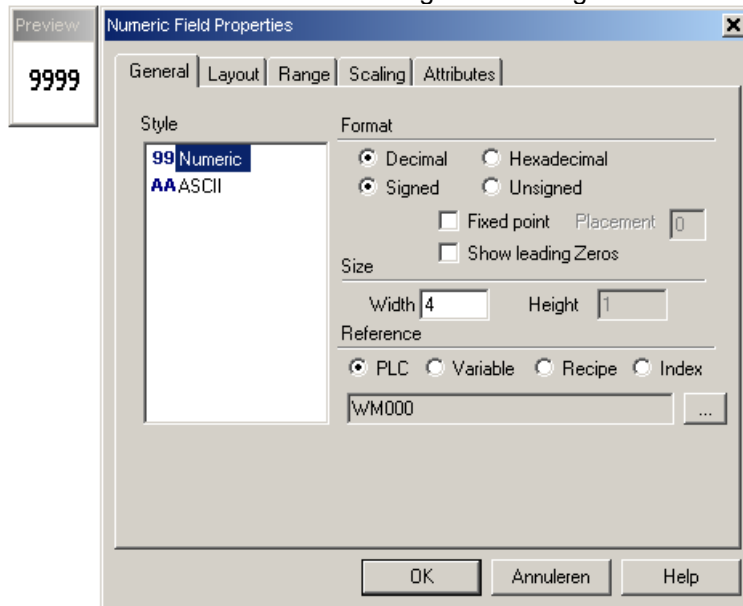 Preview
9999
Numeric Field Properties
General Layout Range Scaling Attributes
Style
99 Numeric
AA ASCII
Format
Decimal Hexadecimal
Signed Unsigned
Fixed point Placement 0
Show leading Zeros
Size
Width 4 Height 1
Reference
PLC Variable Recipe Index
WM000 ...
OK Annuleren Help